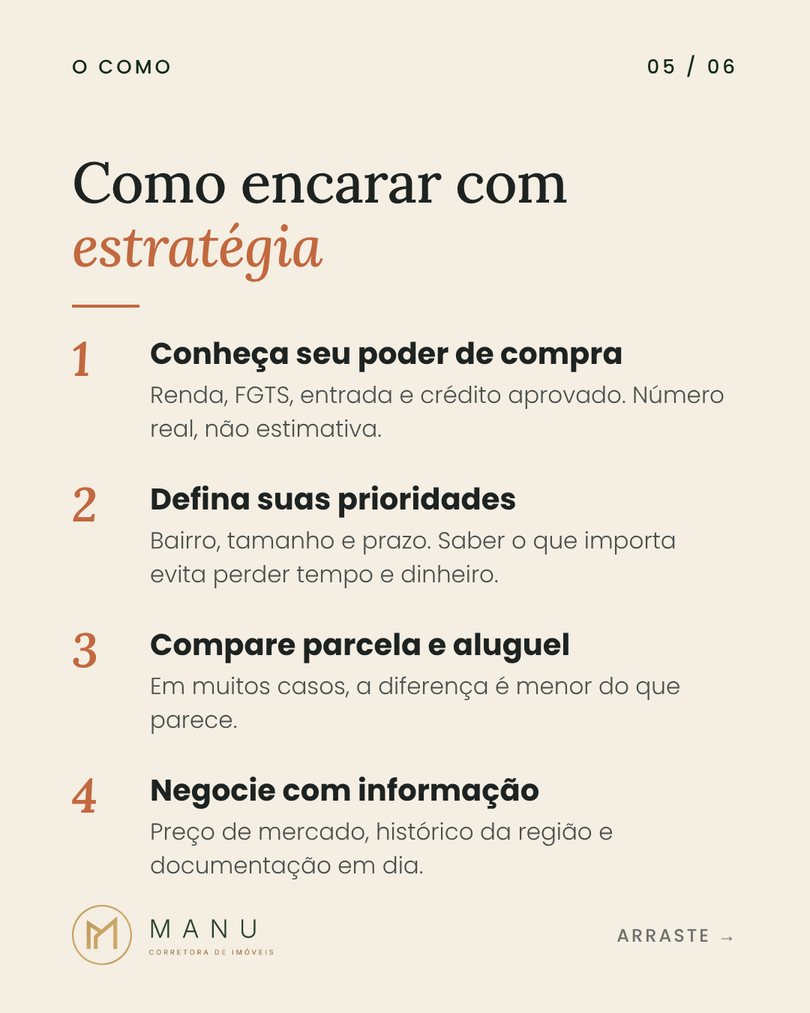 O COMO
05 / 06
Como encarar com
estratégia
1
Conheça seu poder de compra
Renda, FGTS, entrada e crédito aprovado. Número
real, não estimativa.
2
Defina suas prioridades
Bairro, tamanho e prazo. Saber o que importa
evita perder tempo e dinheiro.
3
Compare parcela e aluguel
Em muitos casos, a diferença é menor do que
parece.
4
Negocie com informação
Preço de mercado, histórico da região e
documentação em dia.
MANU
CORRETORA DE IMÓVEIS
ARRASTE →